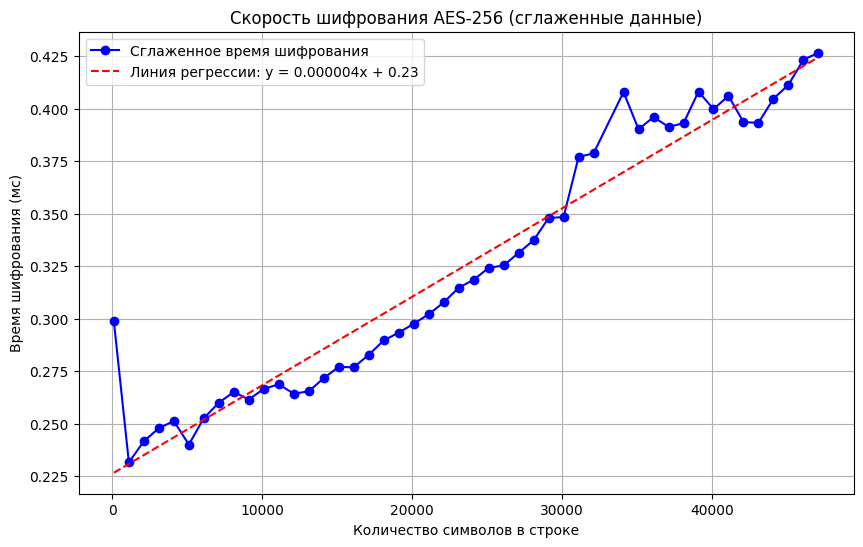 Скорость шифрования AES-256 (сглаженные данные)
Сглаженное время шифрования
Линия регрессии: y = 0.000004x + 0.23
Время шифрования (мс)
0.425
0.400
0.375
0.350
0.325
0.300
0.275
0.250
0.225
0 10000 20000 30000 40000
Количество символов в строке